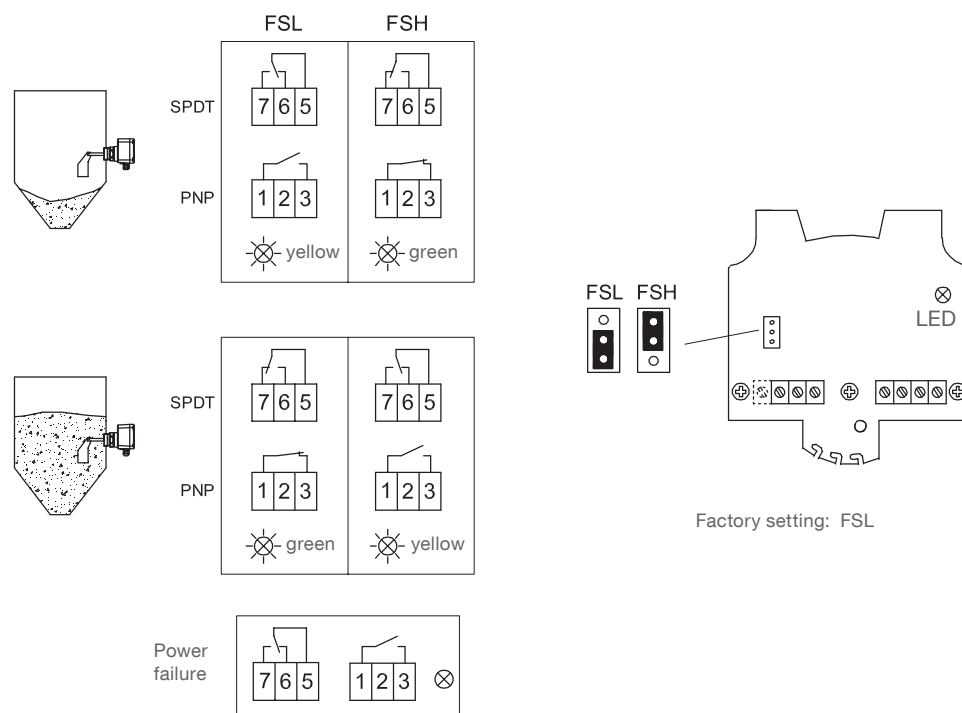 FSL FSH
SPDT
7 6 5 7 6 5
PNP
1 2 3 1 2 3
yellow green
SPDT
7 6 5 7 6 5
PNP
1 2 3 1 2 3
green yellow
Power
failure
7 6 5 1 2 3
FSL FSH
LED
Factory setting: FSL